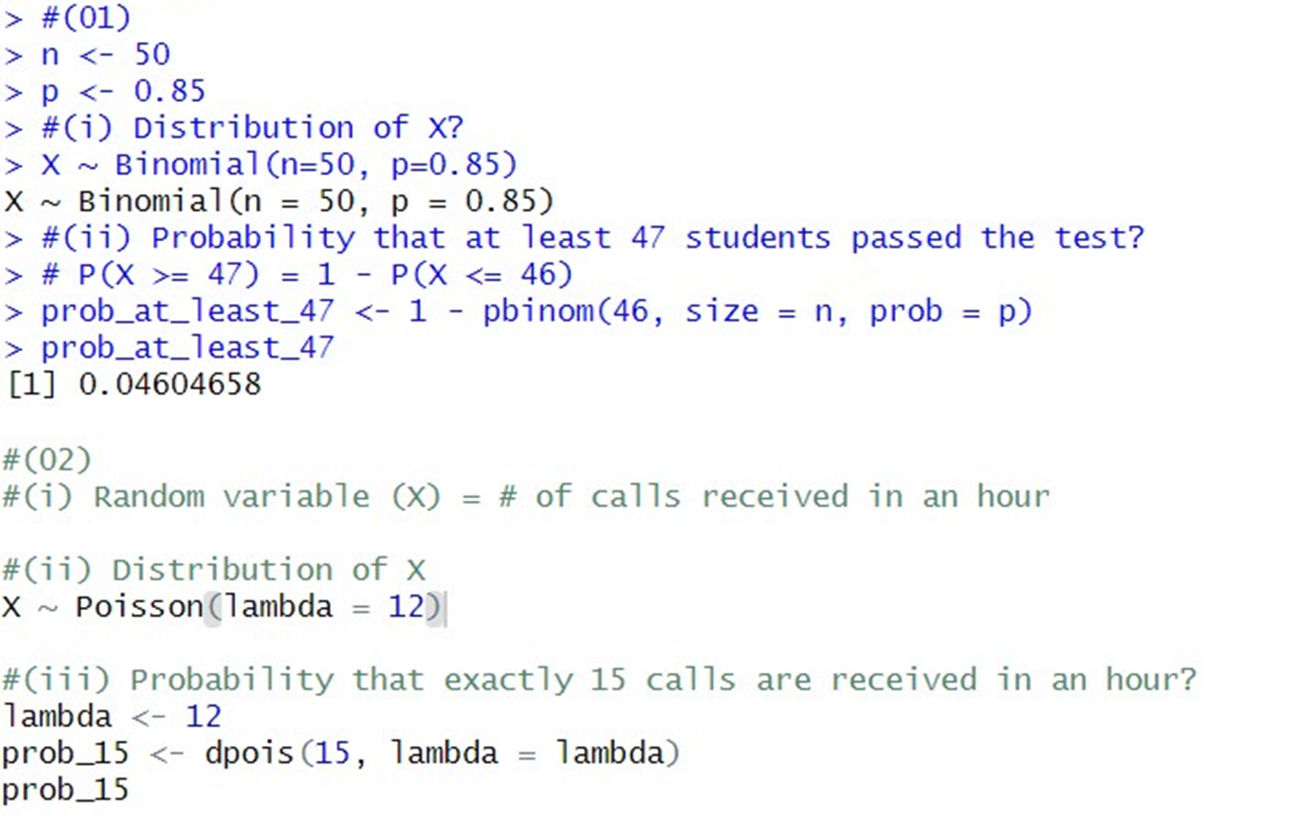 > #(01)
> n <- 50
> p <- 0.85
> #(i) Distribution of X?
> X ~ Binomial(n=50, p=0.85)
X ~ Binomial(n = 50, p = 0.85)
> #(ii) Probability that at least 47 students passed the test?
> # P(X >= 47) = 1 - P(X <= 46)
> prob_at_least_47 <- 1 - pbinom(46, size = n, prob = p)
> prob_at_least_47
[1] 0.04604658
#(02)
#(i) Random variable (X) = # of calls received in an hour
#(ii) Distribution of X
X ~ Poisson(lambda = 12)
#(iii) Probability that exactly 15 calls are received in an hour?
lambda <- 12
prob_15 <- dpois(15, lambda = lambda)
prob_15